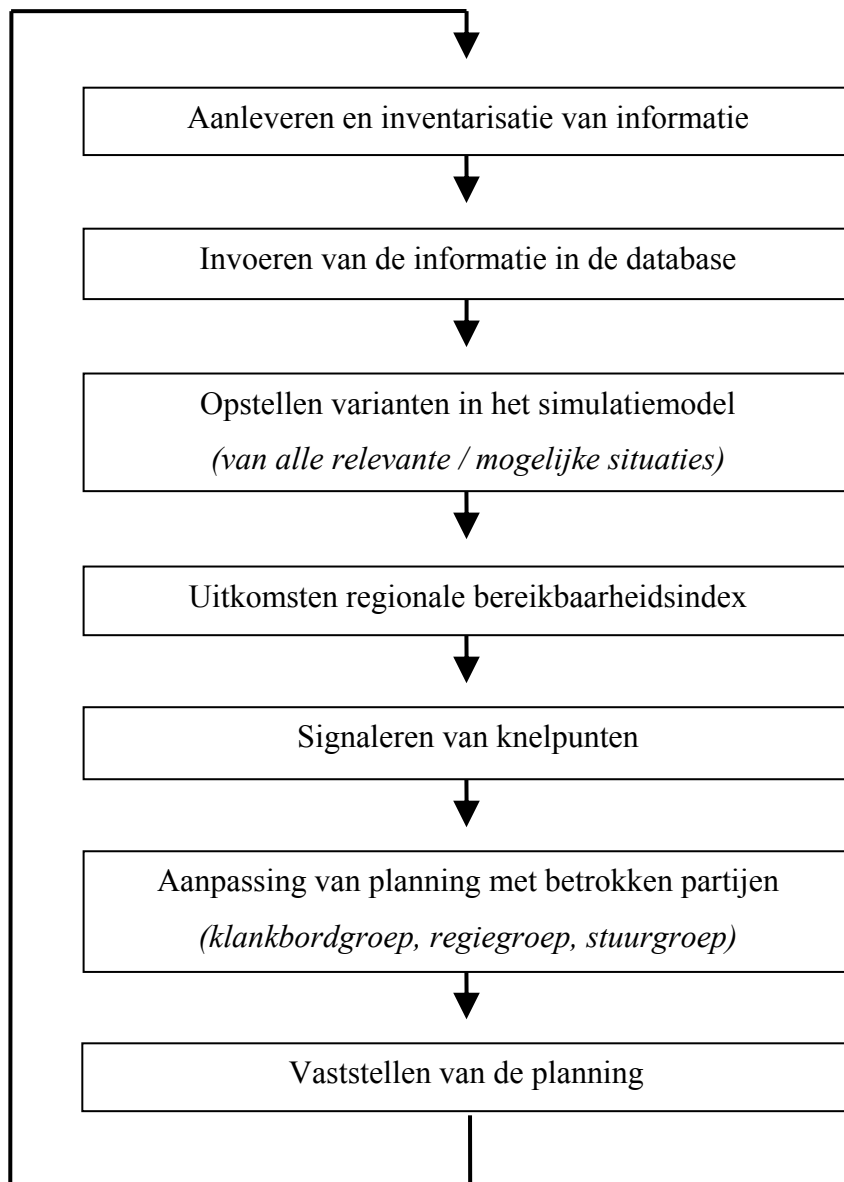 Aanleveren en inventarisatie van informatie
Invoeren van de informatie in de database
Opstellen varianten in het simulatiemodel
(van alle relevante / mogelijke situaties)
Uitkomsten regionale bereikbaarheidsindex
Signaleren van knelpunten
Aanpassing van planning met betrokken partijen
(klankbordgroep, regiegroep, stuurgroep)
Vaststellen van de planning